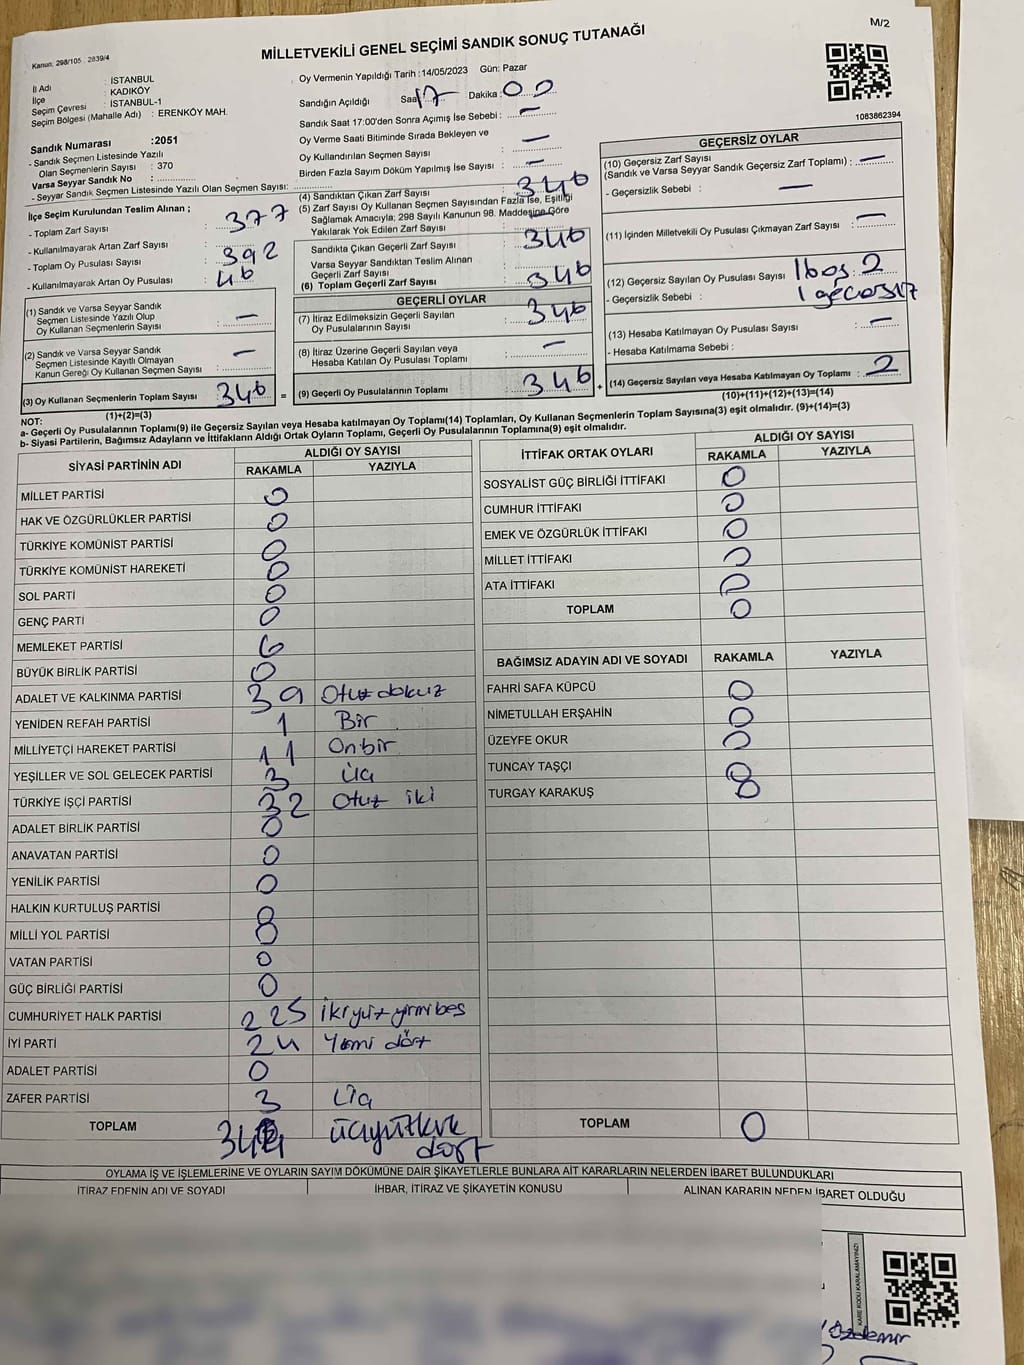 M/2
Kanun, 298/105 , 2839/4
MİLLETVEKİLİ GENEL SEÇİMİ SANDIK SONUÇ TUTANAĞI
İl Adı : İSTANBUL
İlçe : KADIKÖY
Seçim Çevresi : İSTANBUL-1
Seçim Bölgesi (Mahalle Adı) : ERENKÖY MAH.
Sandık Numarası :2051
- Sandık Seçmen Listesinde Yazılı
Olan Seçmenlerin Sayısı : 370
Varsa Seyyar Sandık No :
- Seyyar Sandık Seçmen Listesinde Yazılı Olan Seçmen Sayısı:
İlçe Seçim Kurulundan Teslim Alınan ;
- Toplam Zarf Sayısı : 377
- Kullanılmayarak Artan Zarf Sayısı :
- Toplam Oy Pusulası Sayısı : 392
- Kullanılmayarak Artan Oy Pusulası : 46
(1) Sandık ve Varsa Seyyar Sandık
Seçmen Listesinde Yazılı Olup
Oy Kullanan Seçmenlerin Sayısı : —
(2) Sandık ve Varsa Seyyar Sandık
Seçmen Listesinde Kayıtlı Olmayan
Kanun Gereği Oy Kullanan Seçmen Sayısı : —
(3) Oy Kullanan Seçmenlerin Toplam Sayısı : 346
(1)+(2)=(3)
Oy Vermenin Yapıldığı Tarih :14/05/2023 Gün: Pazar
Sandığın Açıldığı Saat 17 Dakika : 00
Sandık Saat 17:00'den Sonra Açımış İse Sebebi : —
Oy Verme Saati Bitiminde Sırada Bekleyen ve
Oy Kullandırılan Seçmen Sayısı : —
Birden Fazla Sayım Döküm Yapılmış İse Sayısı : —
(4) Sandıktan Çıkan Zarf Sayısı : 346
(5) Zarf Sayısı Oy Kullanan Seçmen Sayısından Fazla İse, Eşitliği
Sağlamak Amacıyla; 298 Sayılı Kanunun 98. Maddesine Göre
Yakılarak Yok Edilen Zarf Sayısı : —
Sandıkta Çıkan Geçerli Zarf Sayısı : 346
Varsa Seyyar Sandıktan Teslim Alınan
Geçerli Zarf Sayısı :
(6) Toplam Geçerli Zarf Sayısı : 346
GEÇERLİ OYLAR
(7) İtiraz Edilmeksizin Geçerli Sayılan
Oy Pusulalarının Sayısı : 346
(8) İtiraz Üzerine Geçerli Sayılan veya
Hesaba Katılan Oy Pusulası Toplamı : —
= (9) Geçerli Oy Pusulalarının Toplamı : 346
1083862394
GEÇERSİZ OYLAR
(10) Geçersiz Zarf Sayısı
(Sandık ve Varsa Seyyar Sandık Geçersiz Zarf Toplamı) : —
- Geçersizlik Sebebi : —
(11) İçinden Milletvekili Oy Pusulası Çıkmayan Zarf Sayısı : —
(12) Geçersiz Sayılan Oy Pusulası Sayısı : 1 boş 2
- Geçersizlik Sebebi : 1 geçersiz
(13) Hesaba Katılmayan Oy Pusulası Sayısı : —
- Hesaba Katılmama Sebebi :
+ (14) Geçersiz Sayılan veya Hesaba Katılmayan Oy Toplamı : 2
(10)+(11)+(12)+(13)=(14)
NOT:
a- Geçerli Oy Pusulalarının Toplamı(9) ile Geçersiz Sayılan veya Hesaba katılmayan Oy Toplamı(14) Toplamları, Oy Kullanan Seçmenlerin Toplam Sayısına(3) eşit olmalıdır. (9)+(14)=(3)
b- Siyasi Partilerin, Bağımsız Adayların ve İttifakların Aldığı Ortak Oyların Toplamı, Geçerli Oy Pusulalarının Toplamına(9) eşit olmalıdır.
SİYASİ PARTİNİN ADI ALDIĞI OY SAYISI
RAKAMLA YAZIYLA
MİLLET PARTİSİ 0
HAK VE ÖZGÜRLÜKLER PARTİSİ 0
TÜRKİYE KOMÜNİST PARTİSİ 0
TÜRKİYE KOMÜNİST HAREKETİ 0
SOL PARTİ 0
GENÇ PARTİ 0
MEMLEKET PARTİSİ 6
BÜYÜK BİRLİK PARTİSİ 0
ADALET VE KALKINMA PARTİSİ 39 Otuz dokuz
YENİDEN REFAH PARTİSİ 1 Bir
MİLLİYETÇİ HAREKET PARTİSİ 11 Onbir
YEŞİLLER VE SOL GELECEK PARTİSİ 3 Üç
TÜRKİYE İŞÇİ PARTİSİ 32 Otuz iki
ADALET BİRLİK PARTİSİ 0
ANAVATAN PARTİSİ 0
YENİLİK PARTİSİ 0
HALKIN KURTULUŞ PARTİSİ 0
MİLLİ YOL PARTİSİ 0
VATAN PARTİSİ 0
GÜÇ BİRLİĞİ PARTİSİ 0
CUMHURİYET HALK PARTİSİ 225 İkiyüz yirmibeş
İYİ PARTİ 24 Yirmi dört
ADALET PARTİSİ 0
ZAFER PARTİSİ 3 Üç
TOPLAM 344 üçyüzkırk
dört
İTTİFAK ORTAK OYLARI ALDIĞI OY SAYISI
RAKAMLA YAZIYLA
SOSYALİST GÜÇ BİRLİĞİ İTTİFAKI 0
CUMHUR İTTİFAKI 0
EMEK VE ÖZGÜRLÜK İTTİFAKI 0
MİLLET İTTİFAKI 0
ATA İTTİFAKI 0
TOPLAM 0
BAĞIMSIZ ADAYIN ADI VE SOYADI RAKAMLA YAZIYLA
FAHRİ SAFA KÜPCÜ 0
NİMETULLAH ERŞAHİN 0
ÜZEYFE OKUR 0
TUNCAY TAŞÇI 0
TURGAY KARAKUŞ 0
TOPLAM 0
OYLAMA İŞ VE İŞLEMLERİNE VE OYLARIN SAYIM DÖKÜMÜNE DAİR ŞİKAYETLERLE BUNLARA AİT KARARLARIN NELERDEN İBARET BULUNDUKLARI
İTİRAZ EDENİN ADI VE SOYADI İHBAR, İTİRAZ VE ŞİKAYETİN KONUSU ALINAN KARARIN NEDEN İBARET OLDUĞU
KARE KODU KARALAMAYINIZ!
Özdemir